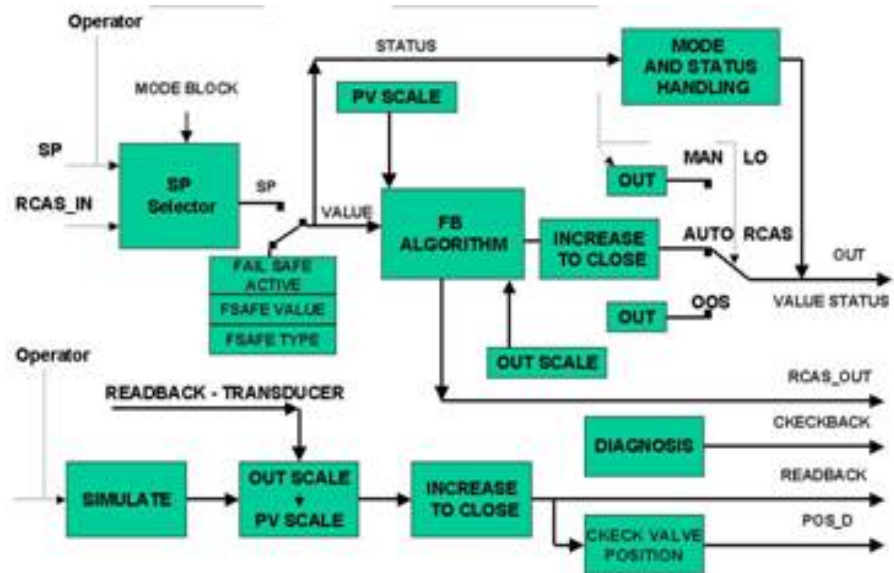 Operator
STATUS
MODE
AND STATUS
HANDLING
MODE BLOCK
PV SCALE
SP
RCAS_IN
SP
Selector
SP
VALUE
FB
ALGORITHM
INCREASE
TO CLOSE
OUT
MAN
LO
AUTO
RCAS
OUT
VALUE STATUS
OOS
OUT
FAIL SAFE
ACTIVE
FSAFE VALUE
FSAFE TYPE
OUT SCALE
RCAS_OUT
Operator
READBACK - TRANSDUCER
CKECKBACK
DIAGNOSIS
SIMULATE
OUT SCALE
PV SCALE
INCREASE
TO CLOSE
READBACK
POS_D
CKECK VALVE
POSITION